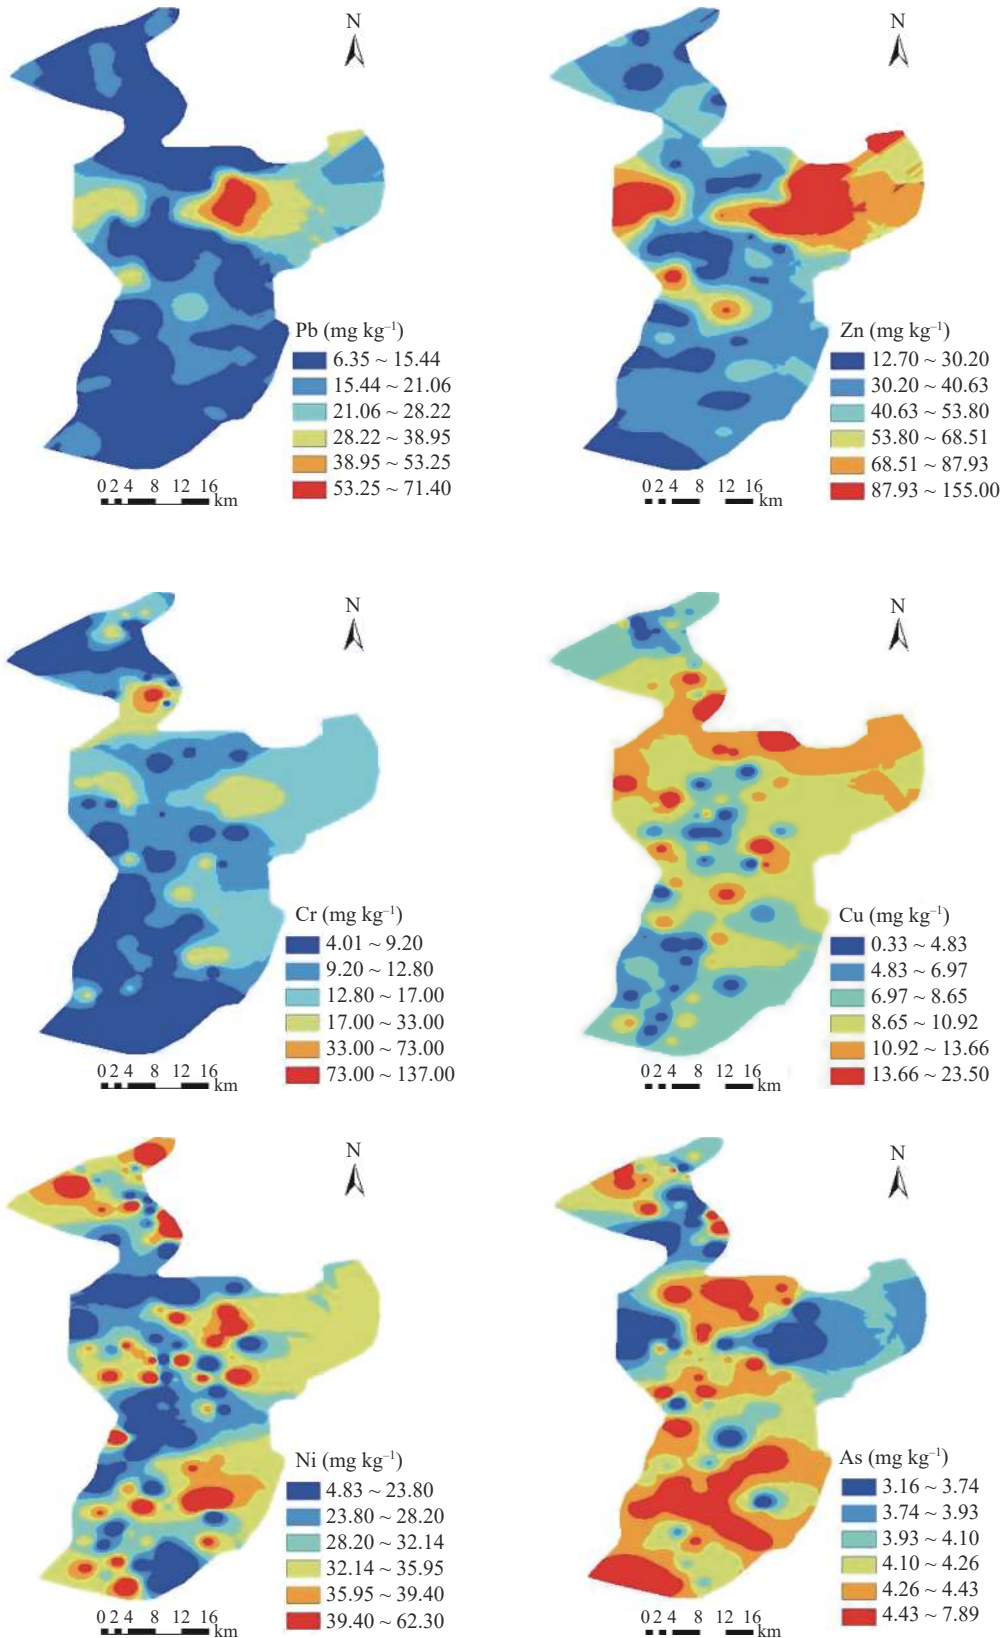 N
Pb (mg kg⁻¹)
6.35 ~ 15.44
15.44 ~ 21.06
21.06 ~ 28.22
28.22 ~ 38.95
38.95 ~ 53.25
53.25 ~ 71.40
0 2 4 8 12 16
km
N
Zn (mg kg⁻¹)
12.70 ~ 30.20
30.20 ~ 40.63
40.63 ~ 53.80
53.80 ~ 68.51
68.51 ~ 87.93
87.93 ~ 155.00
0 2 4 8 12 16
km
N
Cr (mg kg⁻¹)
4.01 ~ 9.20
9.20 ~ 12.80
12.80 ~ 17.00
17.00 ~ 33.00
33.00 ~ 73.00
73.00 ~ 137.00
0 2 4 8 12 16
km
N
Cu (mg kg⁻¹)
0.33 ~ 4.83
4.83 ~ 6.97
6.97 ~ 8.65
8.65 ~ 10.92
10.92 ~ 13.66
13.66 ~ 23.50
0 2 4 8 12 16
km
N
Ni (mg kg⁻¹)
4.83 ~ 23.80
23.80 ~ 28.20
28.20 ~ 32.14
32.14 ~ 35.95
35.95 ~ 39.40
39.40 ~ 62.30
0 2 4 8 12 16
km
N
As (mg kg⁻¹)
3.16 ~ 3.74
3.74 ~ 3.93
3.93 ~ 4.10
4.10 ~ 4.26
4.26 ~ 4.43
4.43 ~ 7.89
0 2 4 8 12 16
km